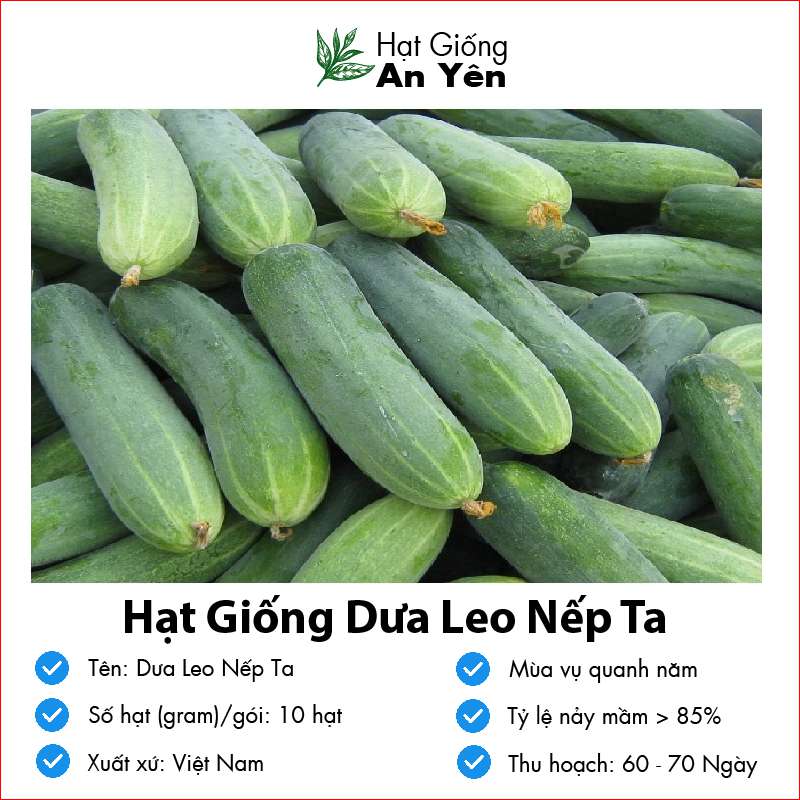 Hạt Giống
An Yên
Hạt Giống Dưa Leo Nếp Ta
Tên: Dưa Leo Nếp Ta
Số hạt (gram)/gói: 10 hạt
Xuất xứ: Việt Nam
Mùa vụ quanh năm
Tỷ lệ nảy mầm > 85%
Thu hoạch: 60 - 70 Ngày